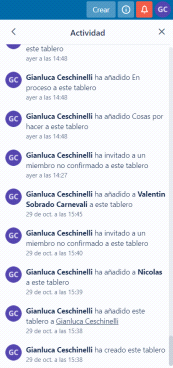 Crear
GC
Actividad
este tablero
ayer a las 14:48
GC
Gianluca Ceschinelli ha añadido En
proceso a este tablero
ayer a las 14:48
GC
Gianluca Ceschinelli ha añadido Cosas por
hacer a este tablero
ayer a las 14:48
GC
Gianluca Ceschinelli ha invitado a un
miembro no confirmado a este tablero
ayer a las 14:27
GC
Gianluca Ceschinelli ha añadido a Valentin
Sobrado Carnevali a este tablero
29 de oct. a las 15:45
GC
Gianluca Ceschinelli ha invitado a un
miembro no confirmado a este tablero
29 de oct. a las 15:40
GC
Gianluca Ceschinelli ha añadido a Nicolas
a este tablero
29 de oct. a las 15:39
GC
Gianluca Ceschinelli ha añadido este
tablero a Gianluca Ceschinelli
29 de oct. a las 15:38
GC
Gianluca Ceschinelli ha creado este tablero
29 de oct. a las 15:38